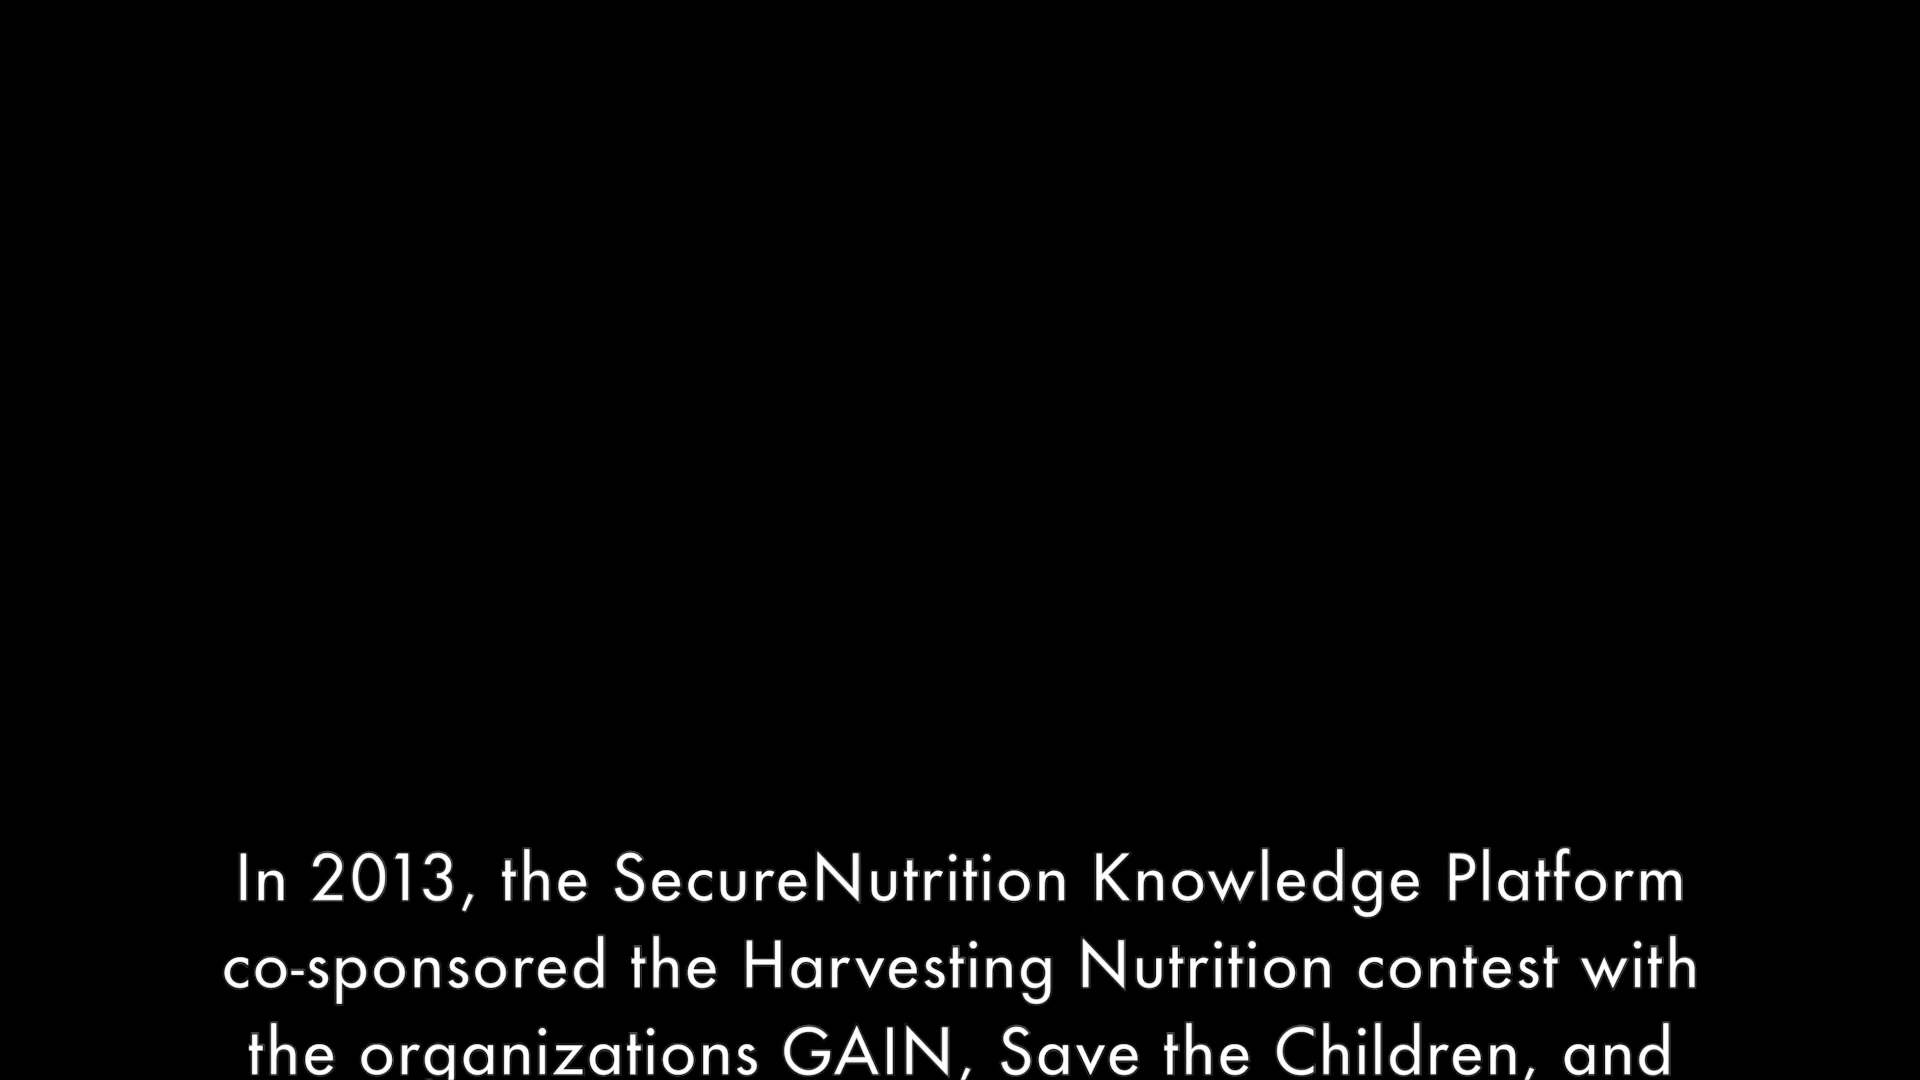 In 2013, the SecureNutrition Knowledge Platform
co-sponsored the Harvesting Nutrition contest with
the organizations GAIN, Save the Children, and